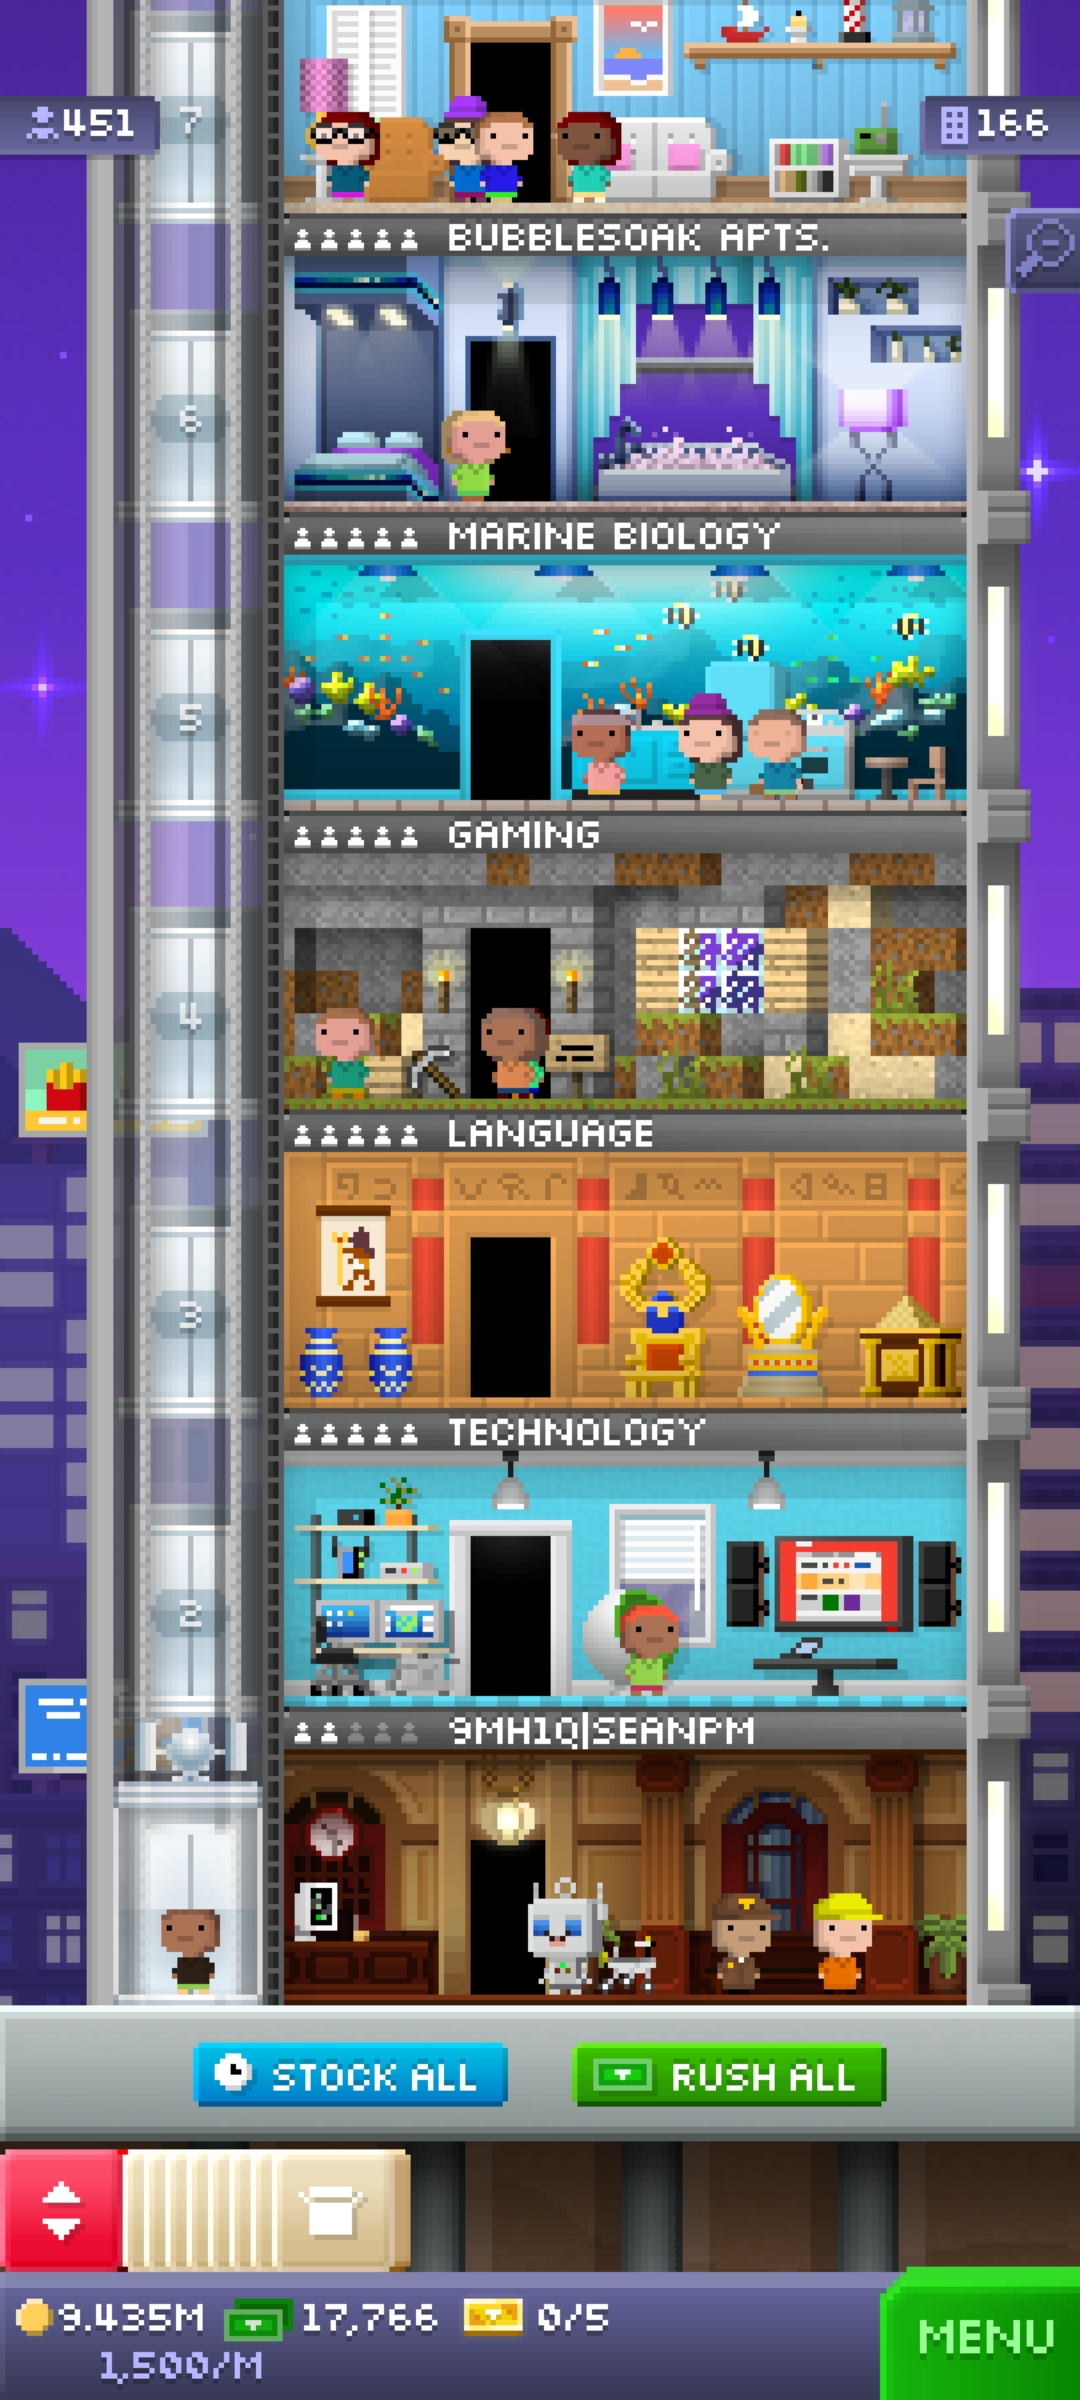 7
451
166
BUBBLESOAK APTS.
6
MARINE BIOLOGY
5
GAMING
4
LANGUAGE
3
TECHNOLOGY
2
9MH1Q|SEANPM
STOCK ALL
RUSH ALL
9.435M
17,766
0/5
1,500/M
MENU